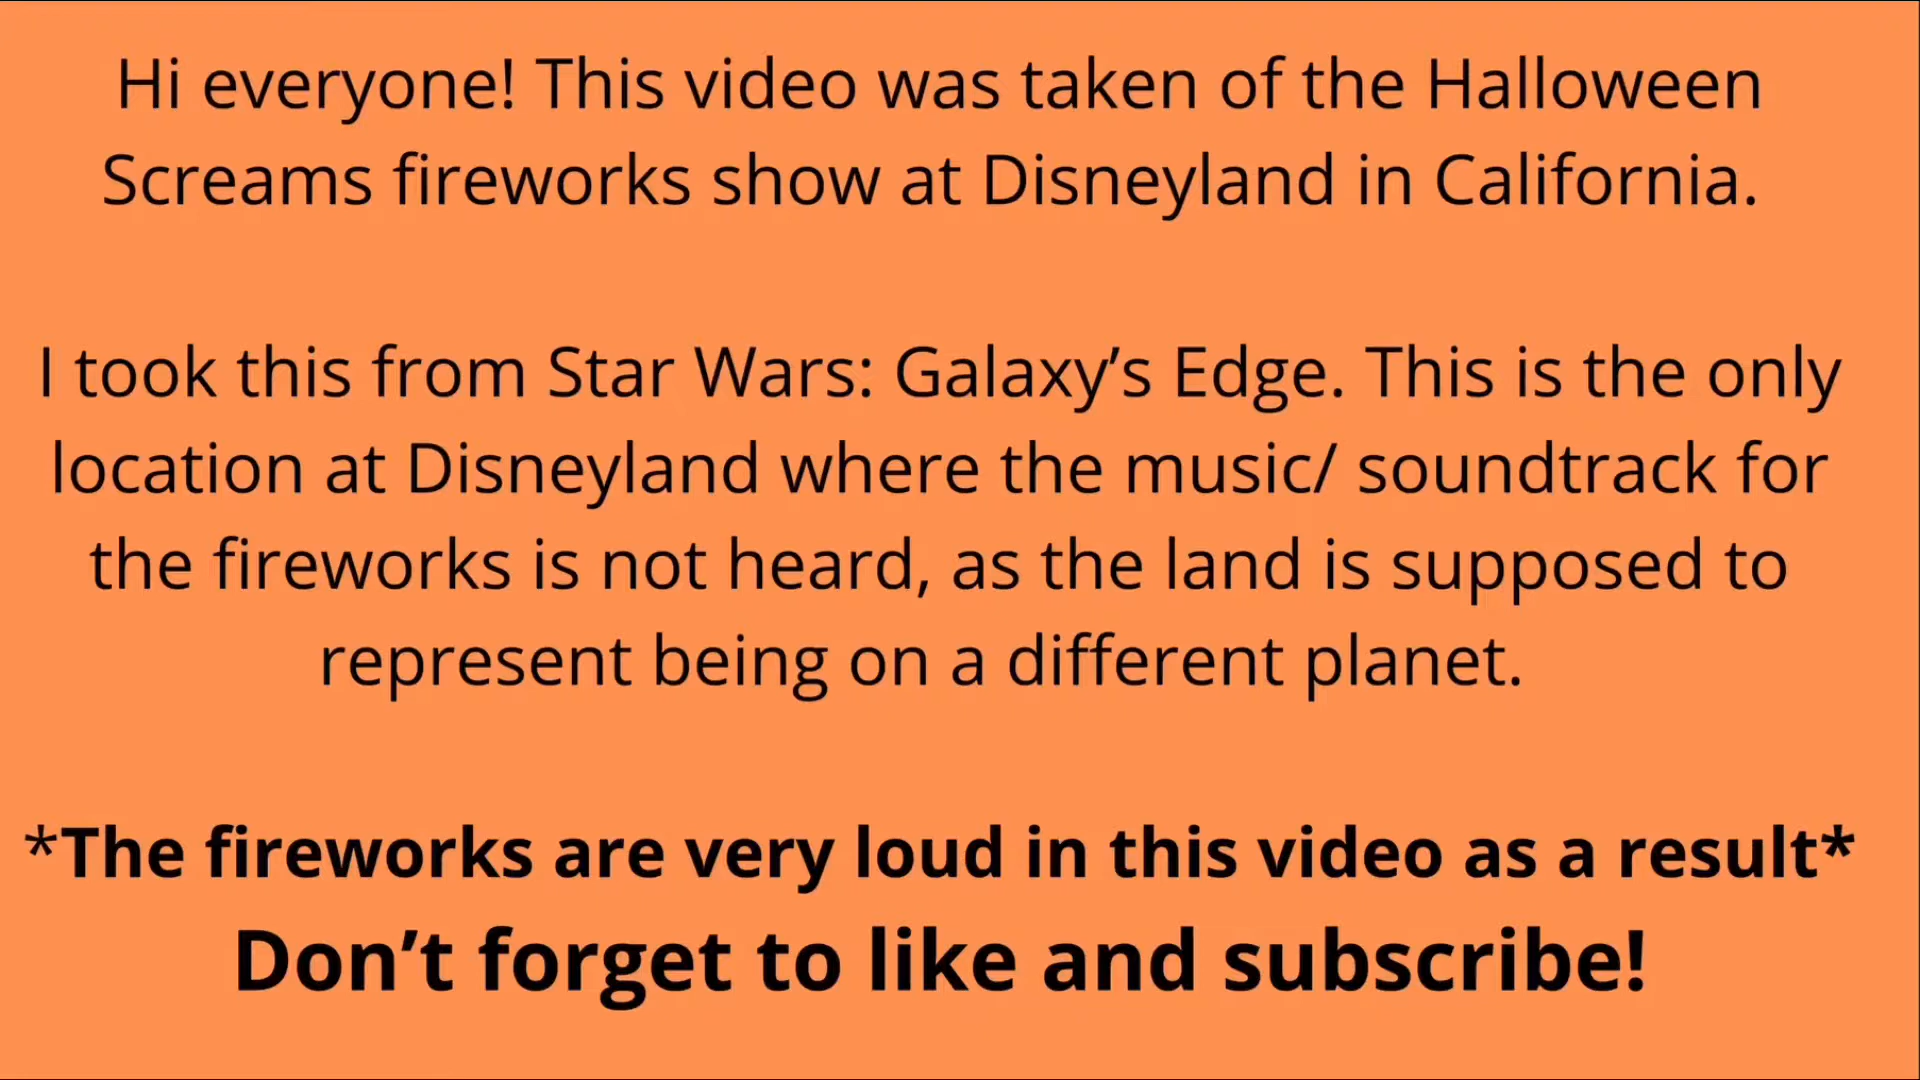 Hi everyone! This video was taken of the Halloween
Screams fireworks show at Disneyland in California.
I took this from Star Wars: Galaxy’s Edge. This is the only
location at Disneyland where the music/ soundtrack for
the fireworks is not heard, as the land is supposed to
represent being on a different planet.
*The fireworks are very loud in this video as a result*
Don’t forget to like and subscribe!